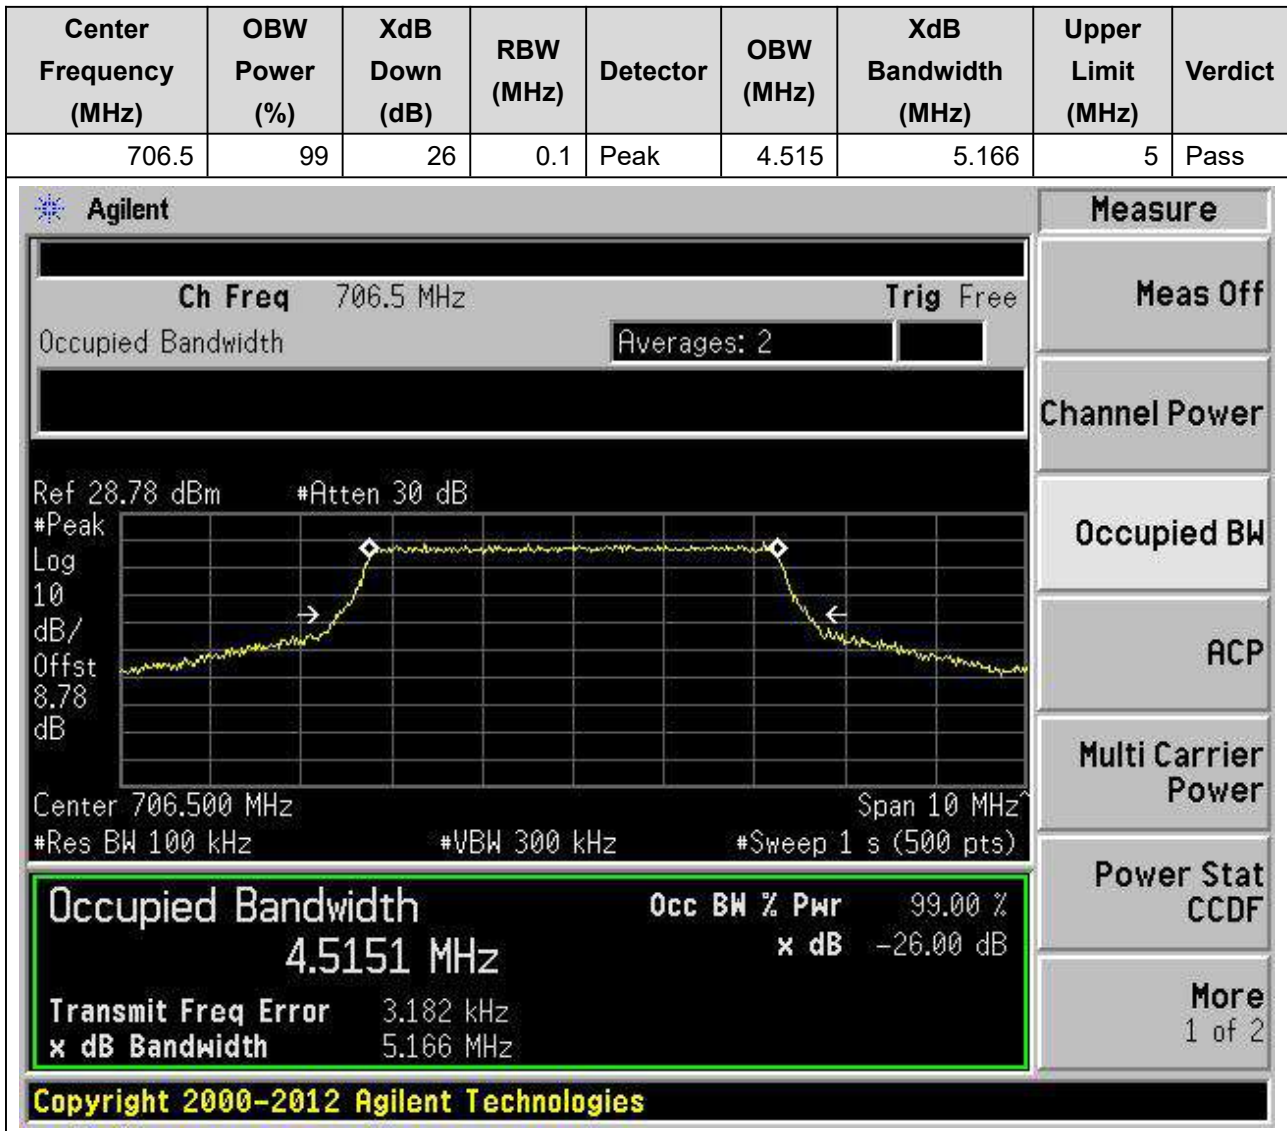 Center Frequency (MHz) OBW Power (%) XdB Down (dB) RBW (MHz) Detector OBW (MHz) XdB Bandwidth (MHz) Upper Limit (MHz) Verdict
706.5 99 26 0.1 Peak 4.515 5.166 5 Pass
Agilent
Ch Freq 706.5 MHz Trig Free
Occupied Bandwidth Averages: 2
Ref 28.78 dBm #Atten 30 dB
#Peak
Log
10
dB/
Offst
8.78
dB
Center 706.500 MHz Span 10 MHz^
#Res BW 100 kHz #VBW 300 kHz #Sweep 1 s (500 pts)
Occupied Bandwidth Occ BW % Pwr 99.00 %
4.5151 MHz x dB -26.00 dB
Transmit Freq Error 3.182 kHz
x dB Bandwidth 5.166 MHz
Copyright 2000-2012 Agilent Technologies
Measure
Meas Off
Channel Power
Occupied BW
ACP
Multi Carrier
Power
Power Stat
CCDF
More
1 of 2